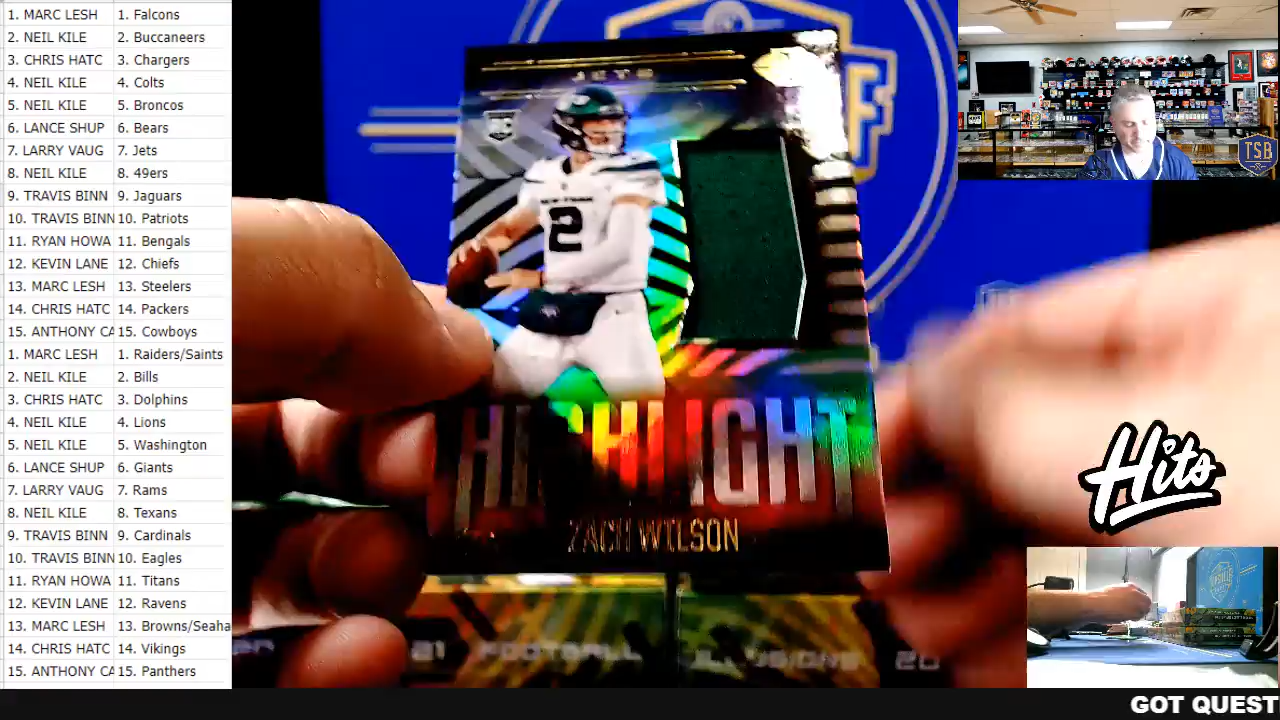 1. MARC LESH 1. Falcons
2. NEIL KILE 2. Buccaneers
3. CHRIS HATC 3. Chargers
4. NEIL KILE 4. Colts
5. NEIL KILE 5. Broncos
6. LANCE SHUP 6. Bears
7. LARRY VAUG 7. Jets
8. NEIL KILE 8. 49ers
9. TRAVIS BINN 9. Jaguars
10. TRAVIS BINN 10. Patriots
11. RYAN HOWA 11. Bengals
12. KEVIN LANE 12. Chiefs
13. MARC LESH 13. Steelers
14. CHRIS HATC 14. Packers
15. ANTHONY CA 15. Cowboys
1. MARC LESH 1. Raiders/Saints
2. NEIL KILE 2. Bills
3. CHRIS HATC 3. Dolphins
4. NEIL KILE 4. Lions
5. NEIL KILE 5. Washington
6. LANCE SHUP 6. Giants
7. LARRY VAUG 7. Rams
8. NEIL KILE 8. Texans
9. TRAVIS BINN 9. Cardinals
10. TRAVIS BINN 10. Eagles
11. RYAN HOWA 11. Titans
12. KEVIN LANE 12. Ravens
13. MARC LESH 13. Browns/Seaha
14. CHRIS HATC 14. Vikings
15. ANTHONY CA 15. Panthers
JETS
2
HIGHLIGHT
ZACH WILSON
TSB
Hits
GOT QUEST